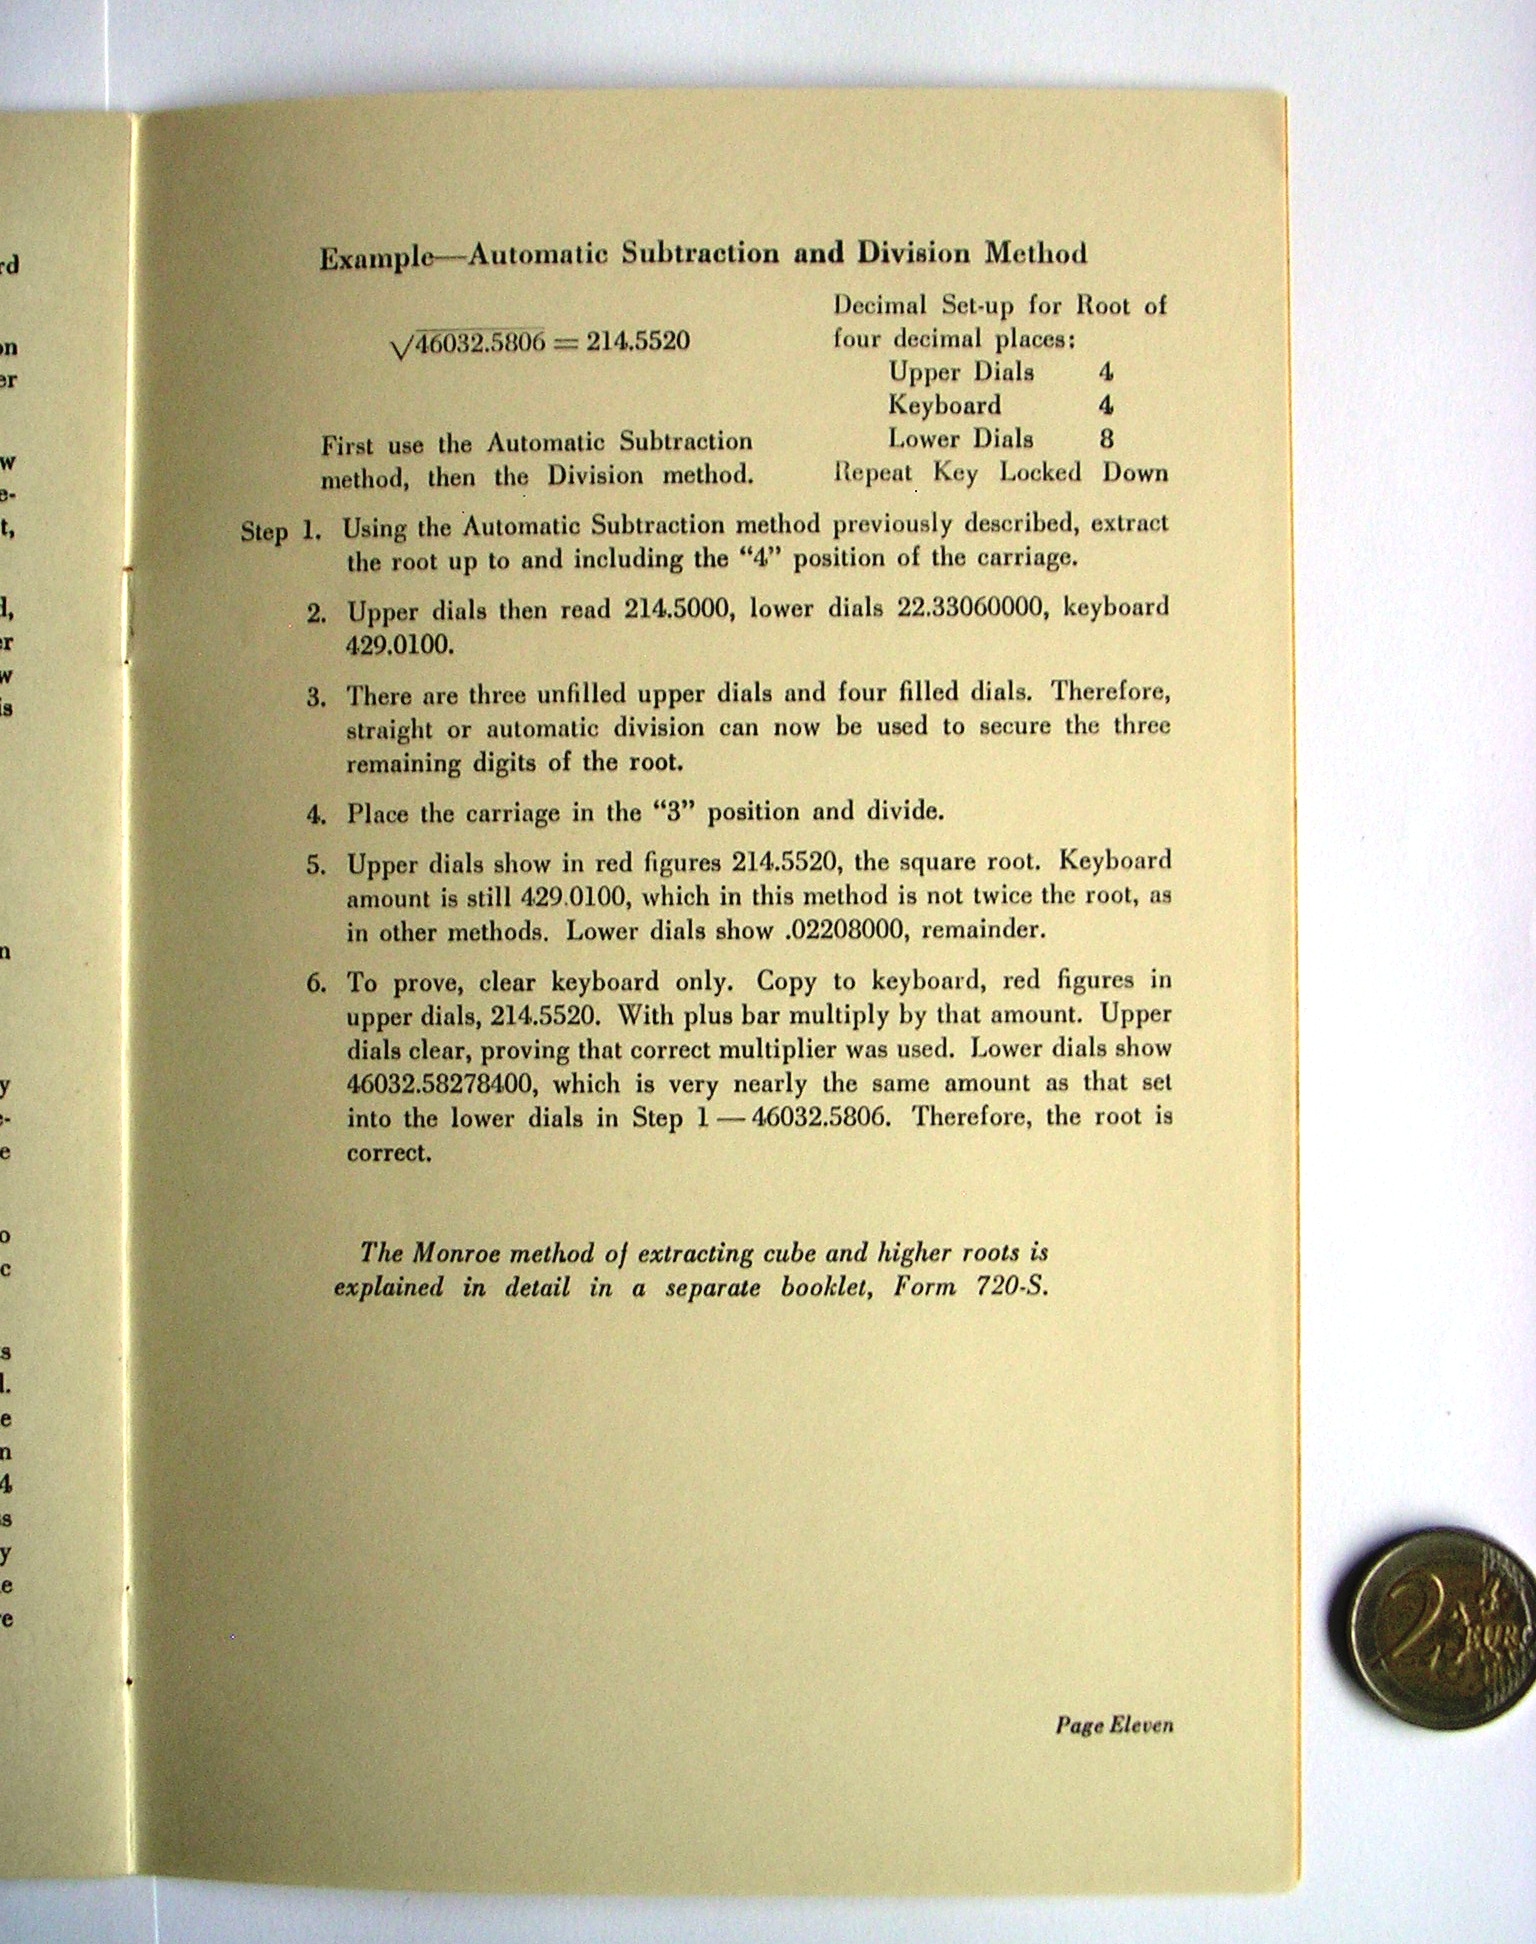 Example—Automatic Subtraction and Division Method
√46032.5806 = 214.5520
Decimal Set-up for Root of
four decimal places:
Upper Dials 4
Keyboard 4
Lower Dials 8
Repeat Key Locked Down
First use the Automatic Subtraction
method, then the Division method.
Step 1. Using the Automatic Subtraction method previously described, extract
the root up to and including the “4” position of the carriage.
2. Upper dials then read 214.5000, lower dials 22.33060000, keyboard
429.0100.
3. There are three unfilled upper dials and four filled dials. Therefore,
straight or automatic division can now be used to secure the three
remaining digits of the root.
4. Place the carriage in the “3” position and divide.
5. Upper dials show in red figures 214.5520, the square root. Keyboard
amount is still 429.0100, which in this method is not twice the root, as
in other methods. Lower dials show .02208000, remainder.
6. To prove, clear keyboard only. Copy to keyboard, red figures in
upper dials, 214.5520. With plus bar multiply by that amount. Upper
dials clear, proving that correct multiplier was used. Lower dials show
46032.58278400, which is very nearly the same amount as that set
into the lower dials in Step 1 — 46032.5806. Therefore, the root is
correct.
The Monroe method of extracting cube and higher roots is
explained in detail in a separate booklet, Form 720-S.
2 EURO
Page Eleven